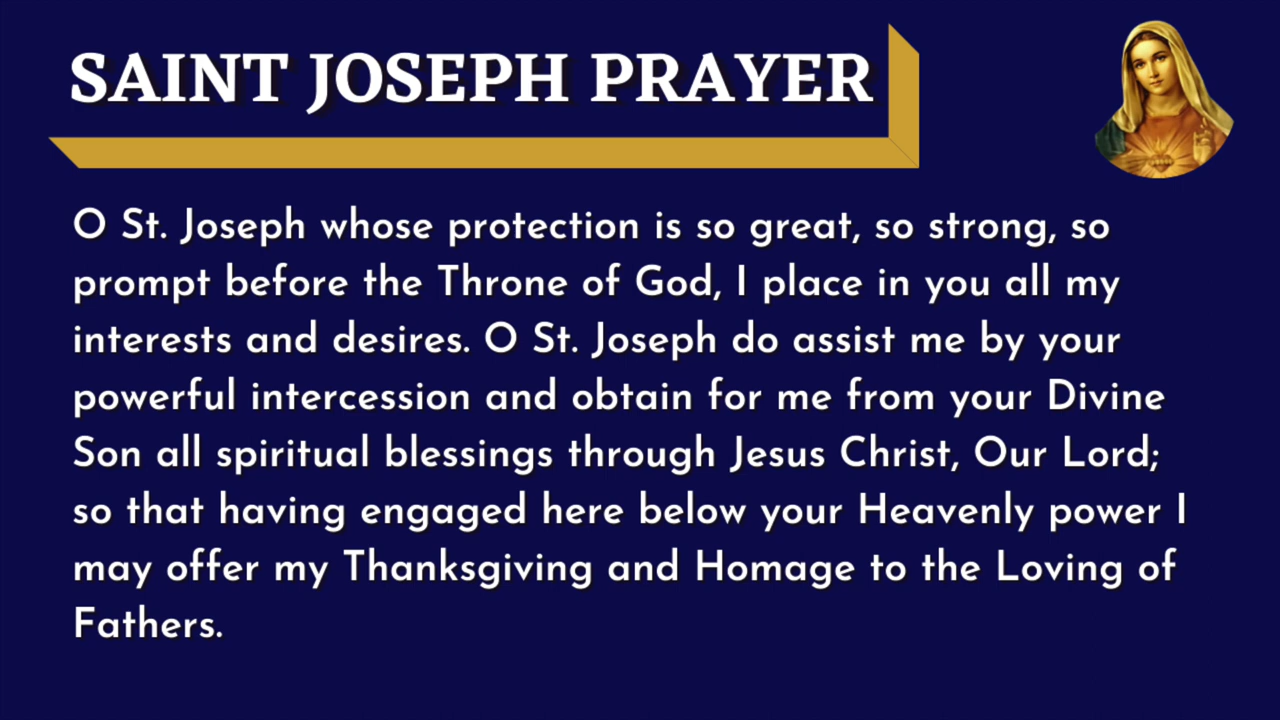 SAINT JOSEPH PRAYER
O St. Joseph whose protection is so great, so strong, so
prompt before the Throne of God, I place in you all my
interests and desires. O St. Joseph do assist me by your
powerful intercession and obtain for me from your Divine
Son all spiritual blessings through Jesus Christ, Our Lord;
so that having engaged here below your Heavenly power I
may offer my Thanksgiving and Homage to the Loving of
Fathers.